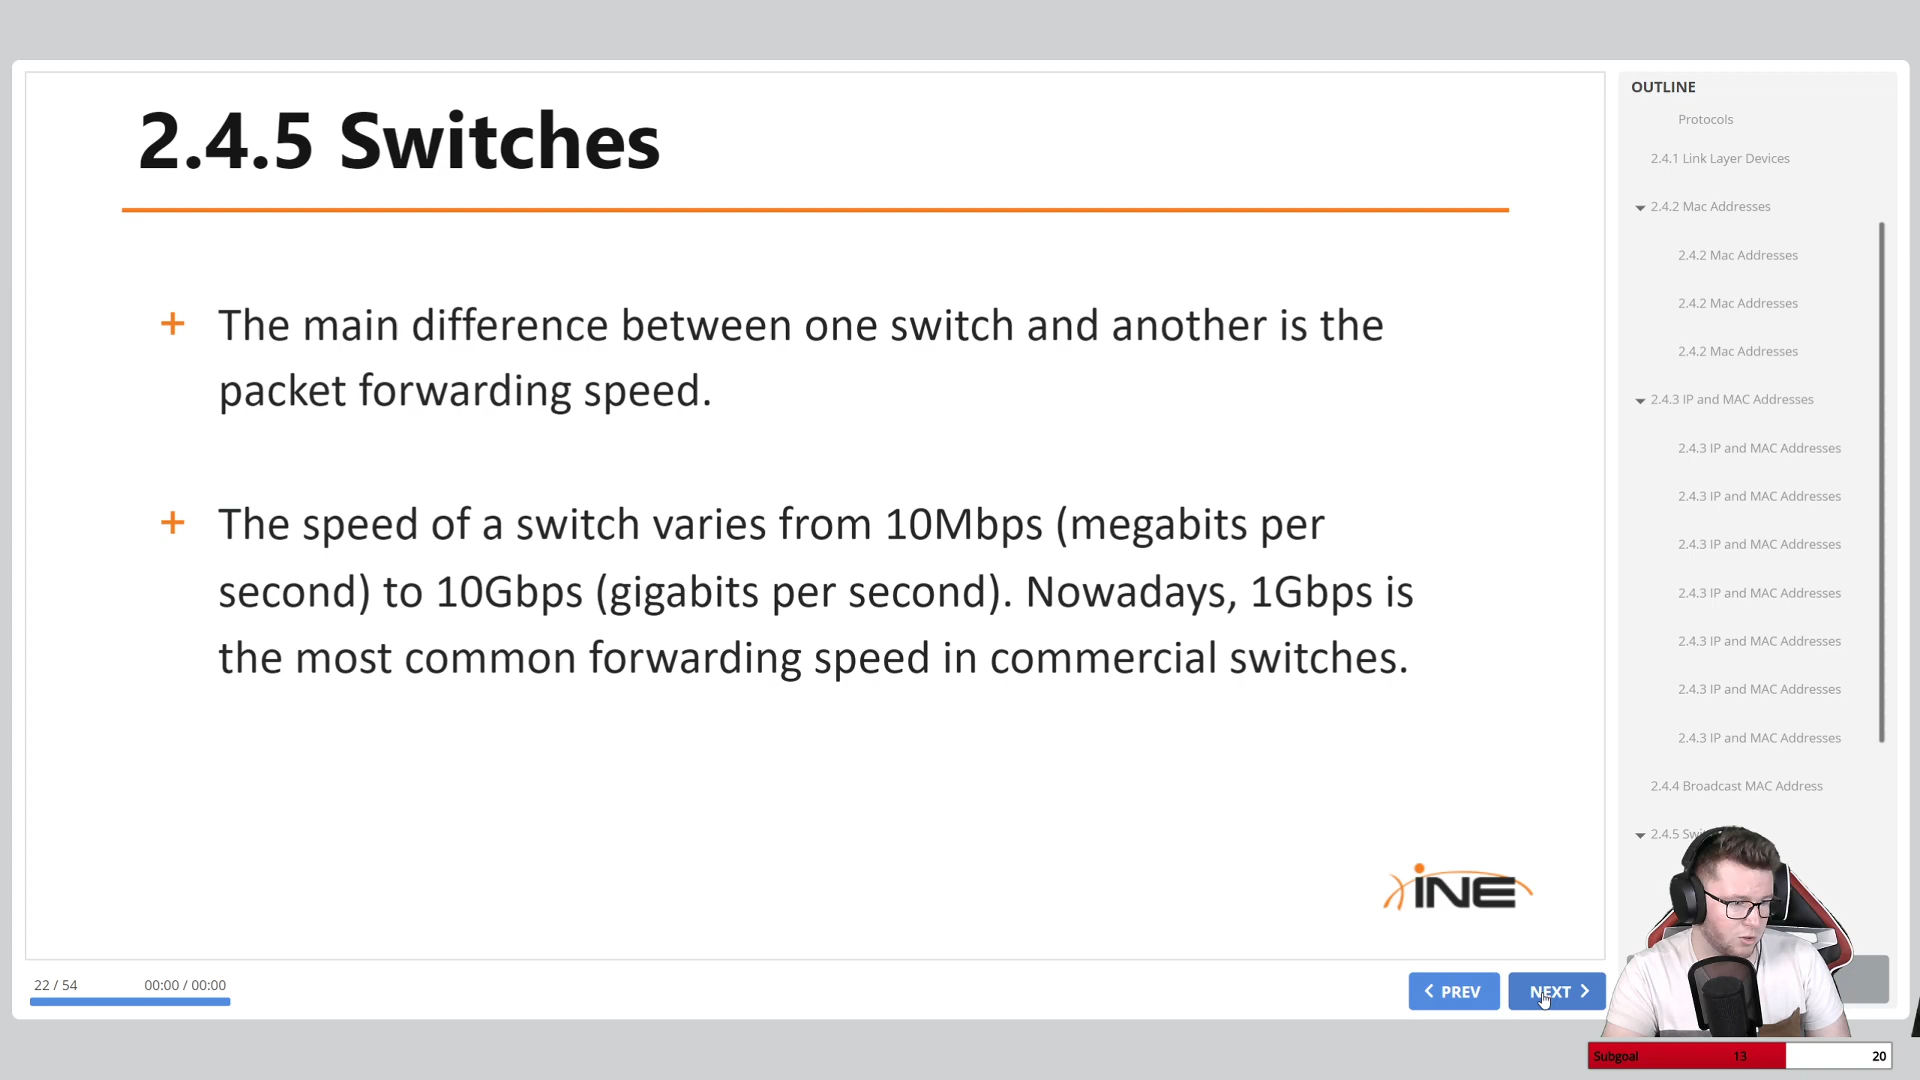 2.4.5 Switches
+ The main difference between one switch and another is the
packet forwarding speed.
+ The speed of a switch varies from 10Mbps (megabits per
second) to 10Gbps (gigabits per second). Nowadays, 1Gbps is
the most common forwarding speed in commercial switches.
iNE
22 / 54
00:00 / 00:00
PREV
NEXT
OUTLINE
Protocols
2.4.1 Link Layer Devices
2.4.2 Mac Addresses
2.4.2 Mac Addresses
2.4.2 Mac Addresses
2.4.2 Mac Addresses
2.4.3 IP and MAC Addresses
2.4.3 IP and MAC Addresses
2.4.3 IP and MAC Addresses
2.4.3 IP and MAC Addresses
2.4.3 IP and MAC Addresses
2.4.3 IP and MAC Addresses
2.4.3 IP and MAC Addresses
2.4.3 IP and MAC Addresses
2.4.4 Broadcast MAC Address
2.4.5
Subgoal 13 20